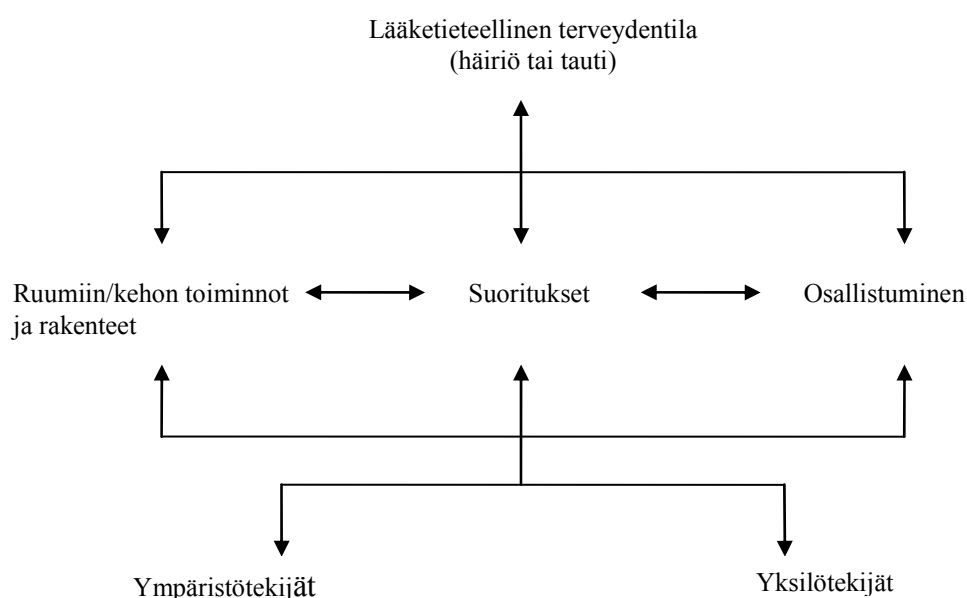 Lääketieteellinen terveydentila
(häiriö tai tauti)
Ruumiin/kehon toiminnot
ja rakenteet
Suoritukset
Osallistuminen
Ympäristötekijät
Yksilötekijät